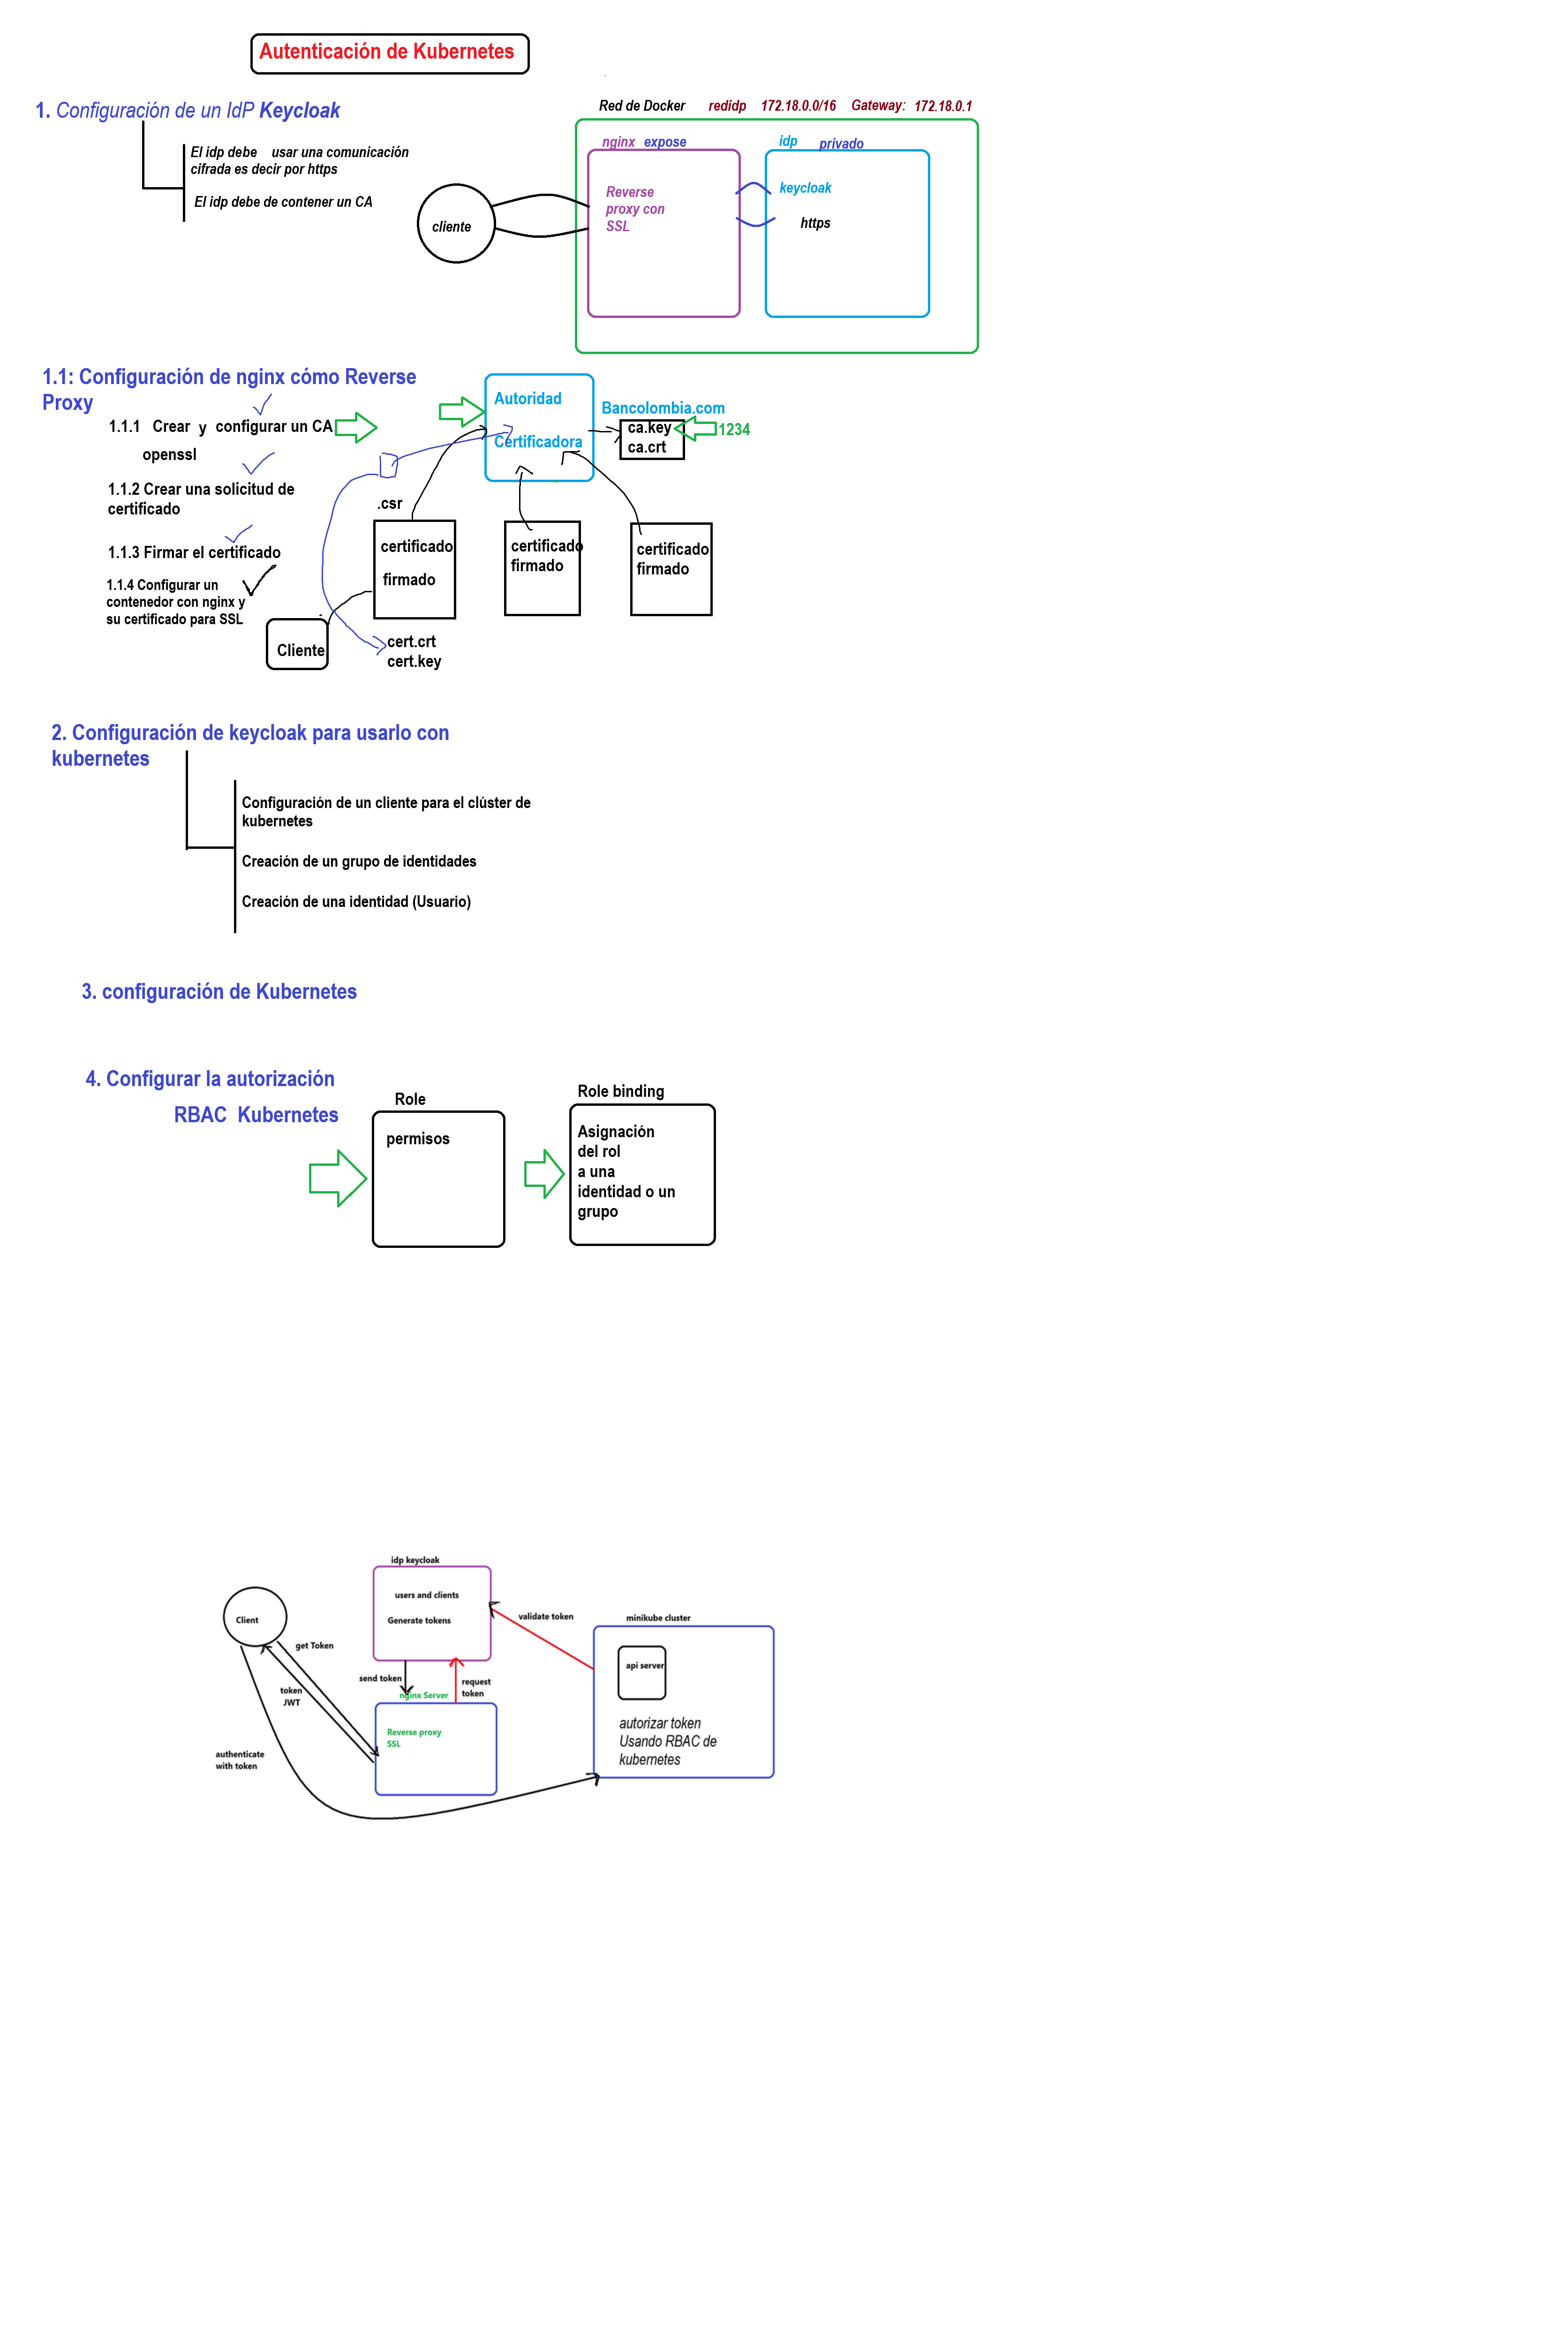 Autenticación de Kubernetes
1. Configuración de un IdP Keycloak
El idp debe usar una comunicación
cifrada es decir por https
El idp debe de contener un CA
cliente
Red de Docker redidp 172.18.0.0/16 Gateway: 172.18.0.1
nginx expose
Reverse
proxy con
SSL
idp privado
keycloak
https
1.1: Configuración de nginx cómo Reverse
Proxy
1.1.1 Crear y configurar un CA
openssl
1.1.2 Crear una solicitud de
certificado
1.1.3 Firmar el certificado
1.1.4 Configurar un
contenedor con nginx y
su certificado para SSL
Autoridad
Certificadora
Bancolombia.com
ca.key
ca.crt
1234
.csr
certificado
firmado
certificado
firmado
certificado
firmado
Cliente
cert.crt
cert.key
2. Configuración de keycloak para usarlo con
kubernetes
Configuración de un cliente para el clúster de
kubernetes
Creación de un grupo de identidades
Creación de una identidad (Usuario)
3. configuración de Kubernetes
4. Configurar la autorización
RBAC Kubernetes
Role
permisos
Role binding
Asignación
del rol
a una
identidad o un
grupo
idp keycloak
users and clients
Generate tokens
Client
get Token
token
JWT
authenticate
with token
send token
request
token
nginx Server
Reverse proxy
SSL
validate token
minikube cluster
api server
autorizar token
Usando RBAC de
kubernetes